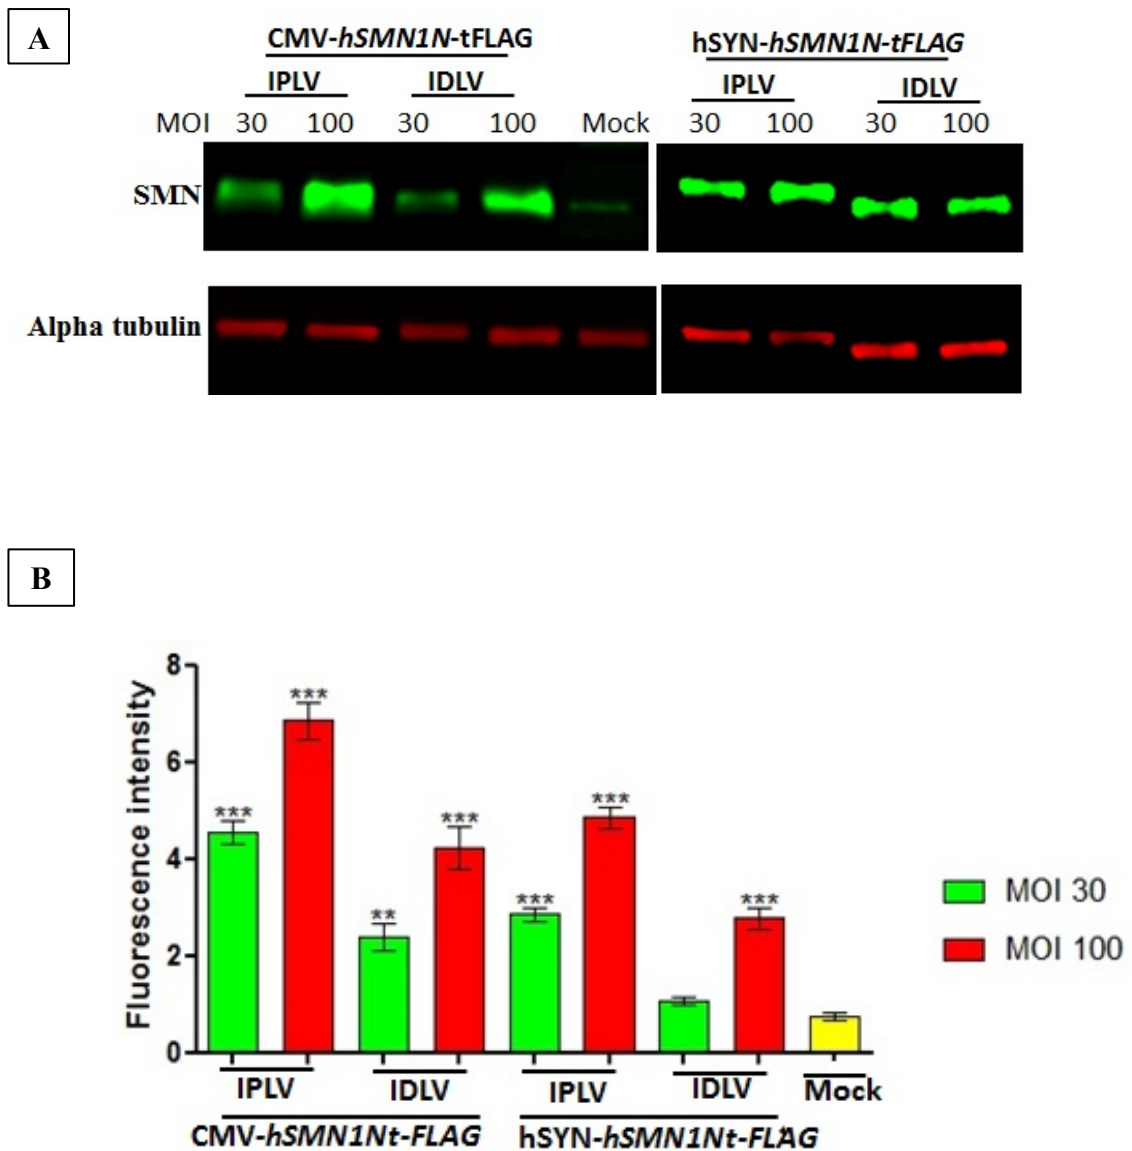 A
CMV-hSMN1N-tFLAG hSYN-hSMN1N-tFLAG
IPLV IDLV IPLV IDLV
MOI 30 100 30 100 Mock 30 100 30 100
SMN
Alpha tubulin
B
Fluorescence intensity
8
6
4
2
0
*** *** ** *** *** *** ***
MOI 30
MOI 100
IPLV IDLV IPLV IDLV Mock
CMV-hSMN1Nt-FLAG hSYN-hSMN1Nt-FLAG